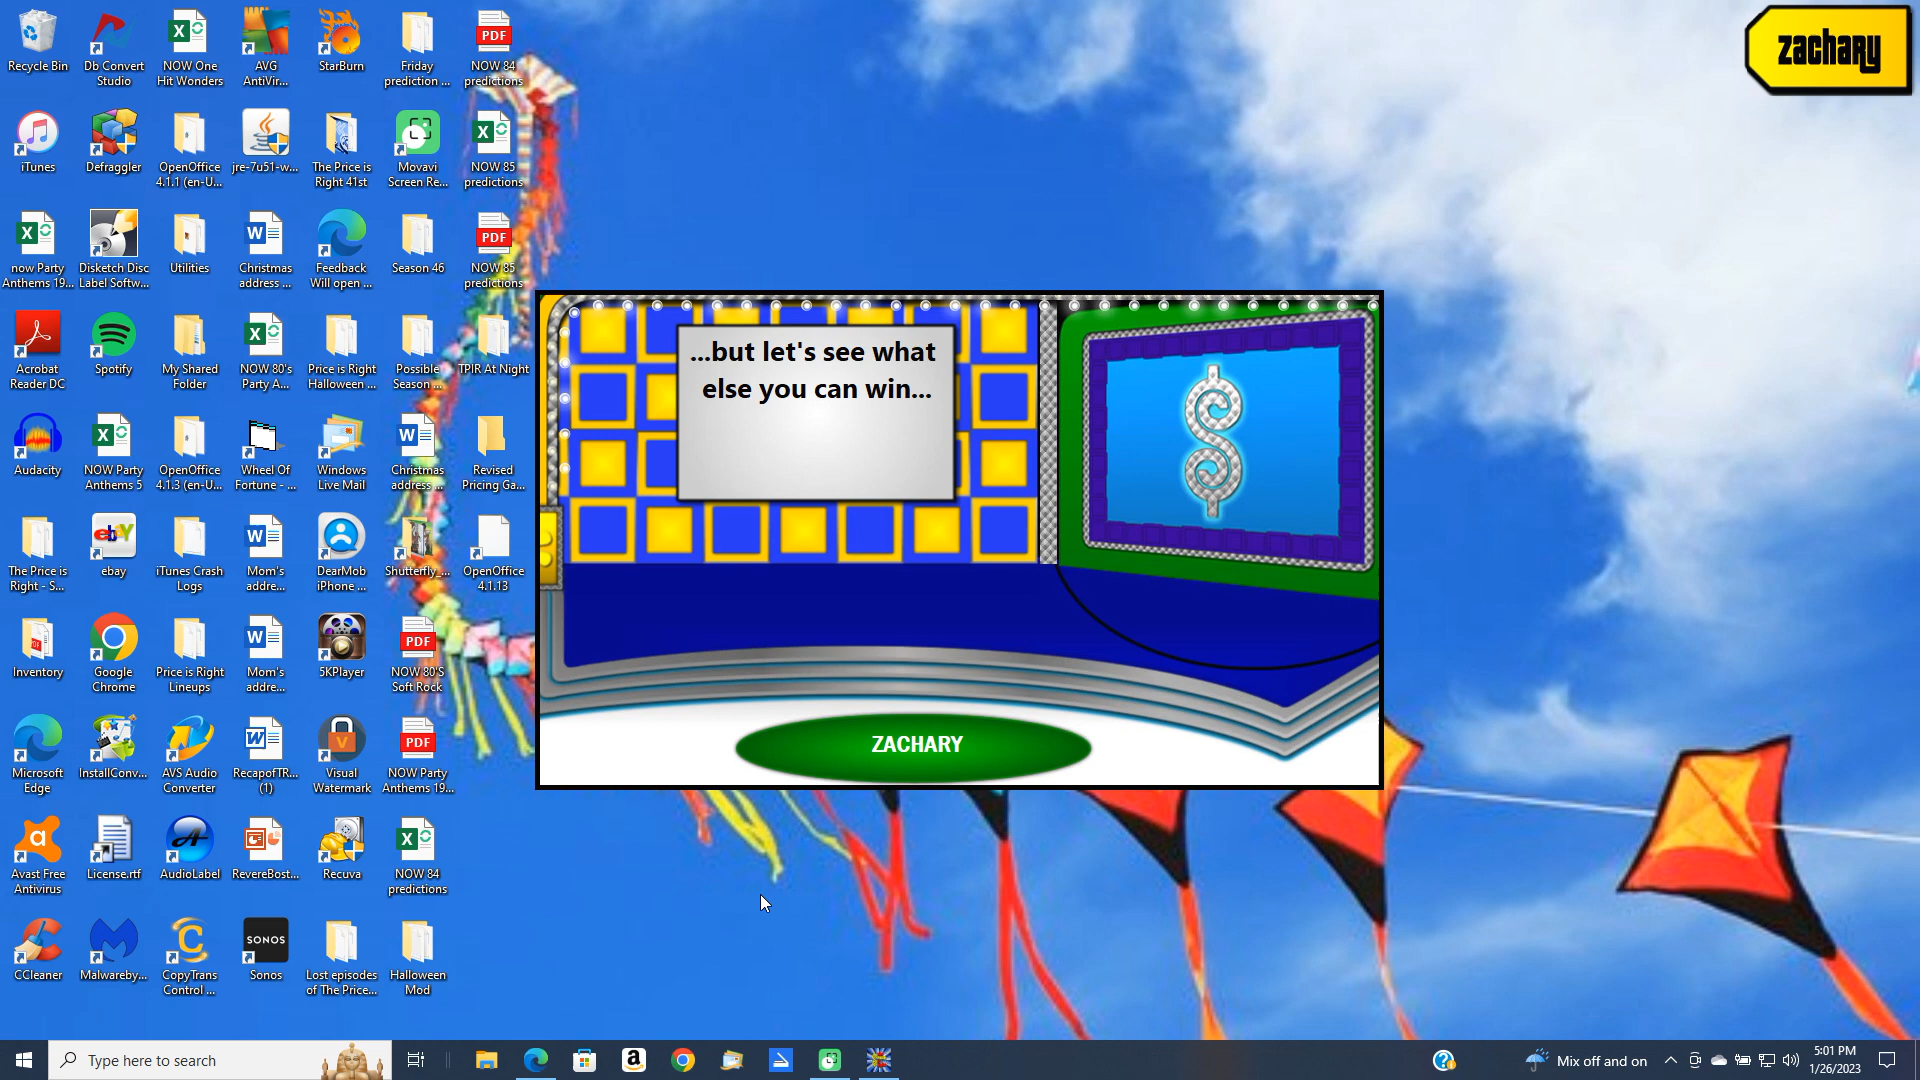 Recycle Bin
Db Convert
Studio
NOW One
Hit Wonders
AVG
AntiVir...
StarBurn
Friday
prediction ...
PDF
NOW 84
predictions
zachary
iTunes
Defraggler
OpenOffice
4.1.1 (en-U...
jre-7u51-w...
The Price is
Right 41st
Movavi
Screen Re...
NOW 85
predictions
now Party
Anthems 19...
Disketch Disc
Label Softw...
Utilities
Christmas
address ...
Feedback
Will open ...
Season 46
PDF
NOW 85
predictions
Acrobat
Reader DC
Spotify
My Shared
Folder
NOW 80's
Party A...
Price is Right
Halloween ...
Possible
Season ...
TPIR At Night
...but let's see what
else you can win...
Audacity
NOW Party
Anthems 5
OpenOffice
4.1.3 (en-U...
Wheel Of
Fortune - ...
Windows
Live Mail
Christmas
address ...
Revised
Pricing Ga...
The Price is
Right - S...
ebay
ebay
iTunes Crash
Logs
Mom's
addre...
DearMob
iPhone ...
Shutterfly_...
OpenOffice
4.1.13
Inventory
Google
Chrome
Price is Right
Lineups
Mom's
addre...
5KPlayer
PDF
NOW 80'S
Soft Rock
ZACHARY
Microsoft
Edge
InstallConv...
AVS Audio
Converter
RecapofTR...
(1)
Visual
Watermark
PDF
NOW Party
Anthems 19...
Avast Free
Antivirus
License.rtf
AudioLabel
RevereBost...
Recuva
NOW 84
predictions
CCleaner
Malwareby...
CopyTrans
Control ...
SONOS
Sonos
Lost episodes
of The Price...
Halloween
Mod
Type here to search
Mix off and on
5:01 PM
1/26/2023